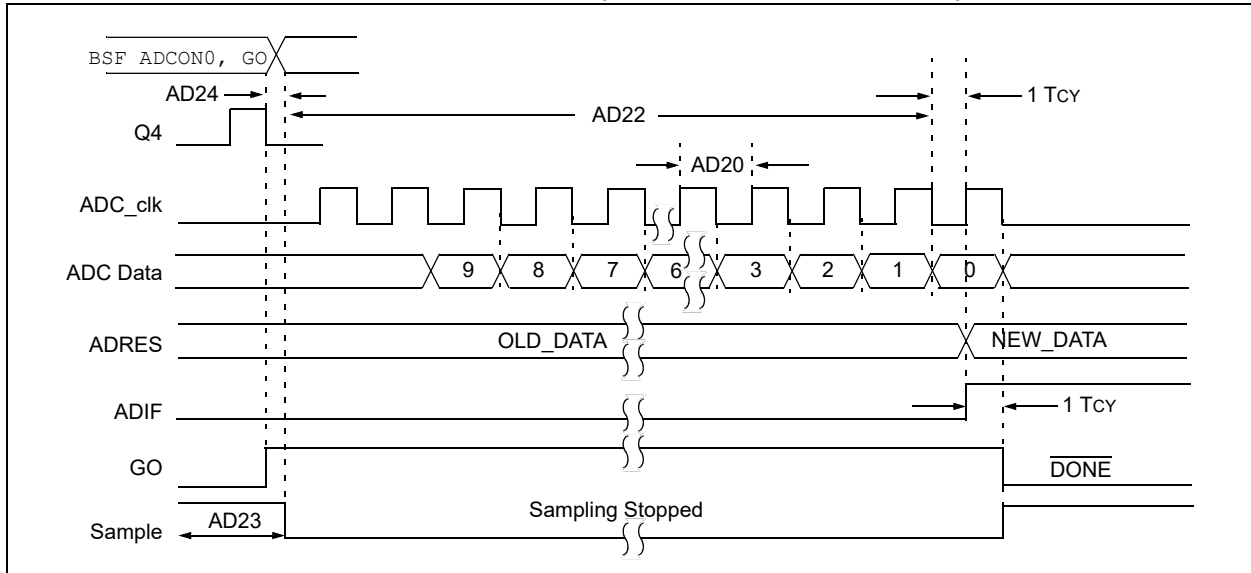 BSF ADCON0, GO
AD24
1 TCY
AD22
Q4
AD20
ADC_clk
ADC Data
9
8
7
6
3
2
1
0
ADRES
OLD_DATA
NEW_DATA
ADIF
1 TCY
GO
DONE
AD23
Sampling Stopped
Sample